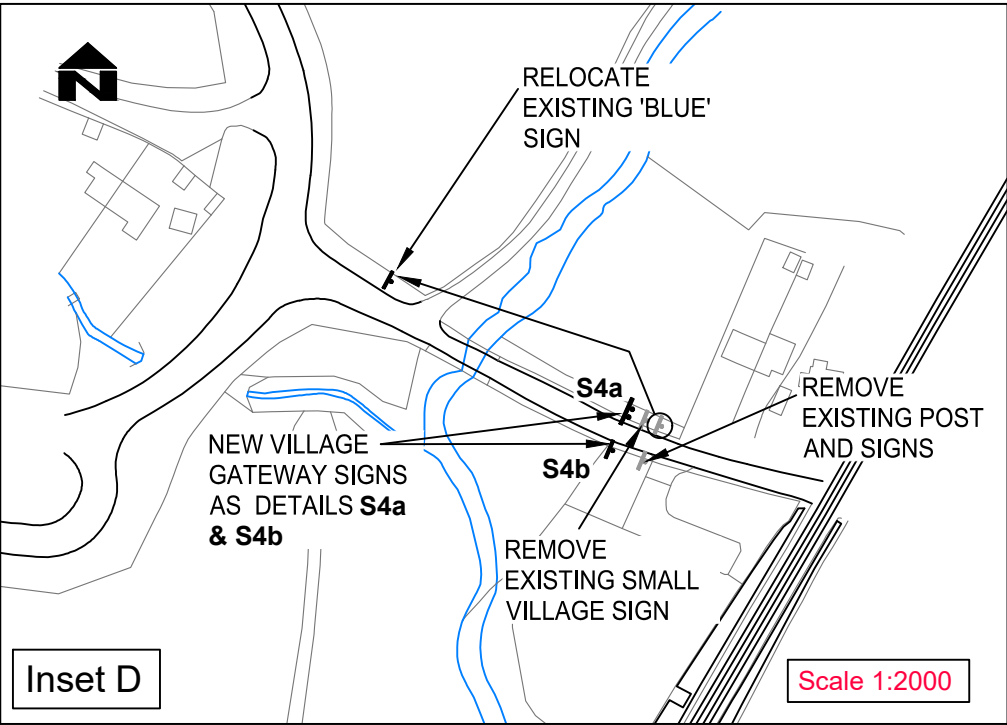 N
RELOCATE
EXISTING 'BLUE'
SIGN
S4a
REMOVE
EXISTING POST
AND SIGNS
NEW VILLAGE
GATEWAY SIGNS
AS DETAILS S4a
& S4b
S4b
REMOVE
EXISTING SMALL
VILLAGE SIGN
Inset D
Scale 1:2000